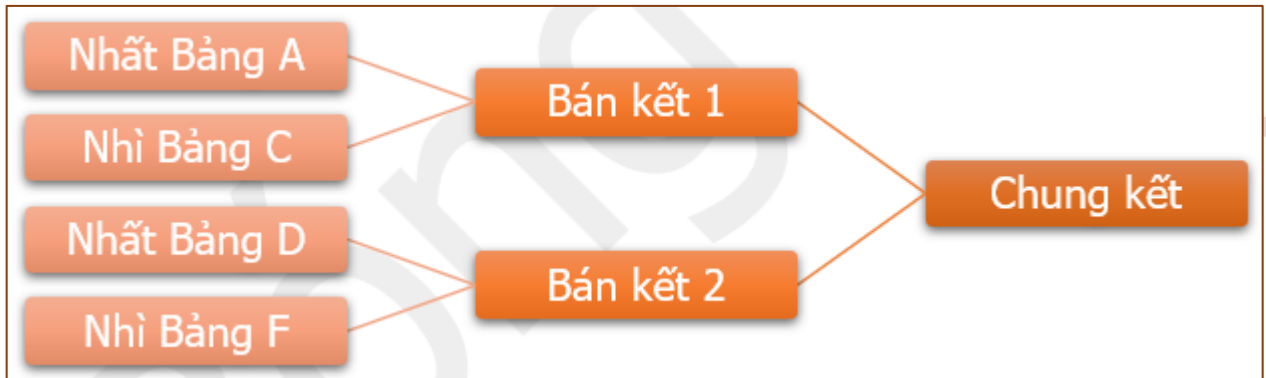 Nhất Bảng A
Nhì Bảng C
Nhất Bảng D
Nhì Bảng F
Bán kết 1
Bán kết 2
Chung kết